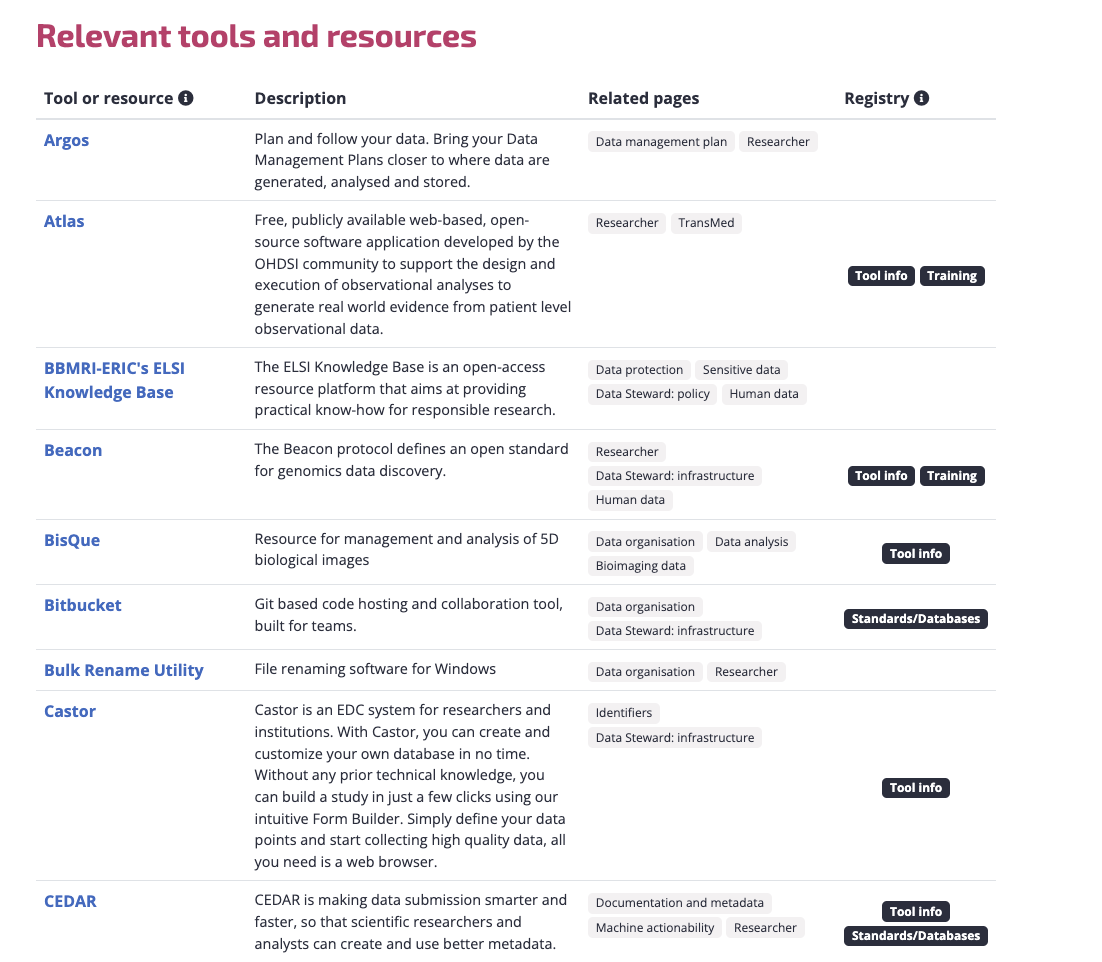 Relevant tools and resources
Tool or resource Description Related pages Registry
Argos
Plan and follow your data. Bring your Data
Management Plans closer to where data are
generated, analysed and stored.
Data management plan Researcher
Atlas
Free, publicly available web-based, open-
source software application developed by the
OHDSI community to support the design and
execution of observational analyses to
generate real world evidence from patient level
observational data.
Researcher TransMed
Tool info Training
BBMRI-ERIC's ELSI
Knowledge Base
The ELSI Knowledge Base is an open-access
resource platform that aims at providing
practical know-how for responsible research.
Data protection Sensitive data
Data Steward: policy Human data
Beacon
The Beacon protocol defines an open standard
for genomics data discovery.
Researcher
Data Steward: infrastructure
Human data
Tool info Training
BisQue
Resource for management and analysis of 5D
biological images
Data organisation Data analysis
Bioimaging data
Tool info
Bitbucket
Git based code hosting and collaboration tool,
built for teams.
Data organisation
Data Steward: infrastructure
Standards/Databases
Bulk Rename Utility
File renaming software for Windows
Data organisation Researcher
Castor
Castor is an EDC system for researchers and
institutions. With Castor, you can create and
customize your own database in no time.
Without any prior technical knowledge, you
can build a study in just a few clicks using our
intuitive Form Builder. Simply define your data
points and start collecting high quality data, all
you need is a web browser.
Identifiers
Data Steward: infrastructure
Tool info
CEDAR
CEDAR is making data submission smarter and
faster, so that scientific researchers and
analysts can create and use better metadata.
Documentation and metadata
Machine actionability Researcher
Tool info
Standards/Databases